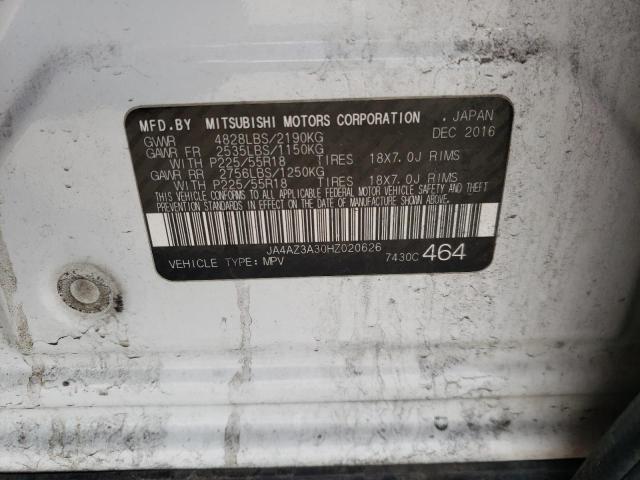 MFD.BY MITSUBISHI MOTORS CORPORATION , JAPAN
GVWR 4828LBS/2190KG DEC 2016
GAWR FR 2535LBS/1150KG
WITH P225/55R18 TIRES 18X7.0J RIMS
GAWR RR 2756LBS/1250KG
WITH P225/55R18 TIRES 18X7.0J RIMS
THIS VEHICLE CONFORMS TO ALL APPLICABLE FEDERAL MOTOR VEHICLE SAFETY AND
THEFT PREVENTION STANDARDS IN EFFECT ON THE DATE OF MANUFACTURE SHOWN ABOVE.
JA4AZ3A30HZ020626
VEHICLE TYPE: MPV 7430C 464